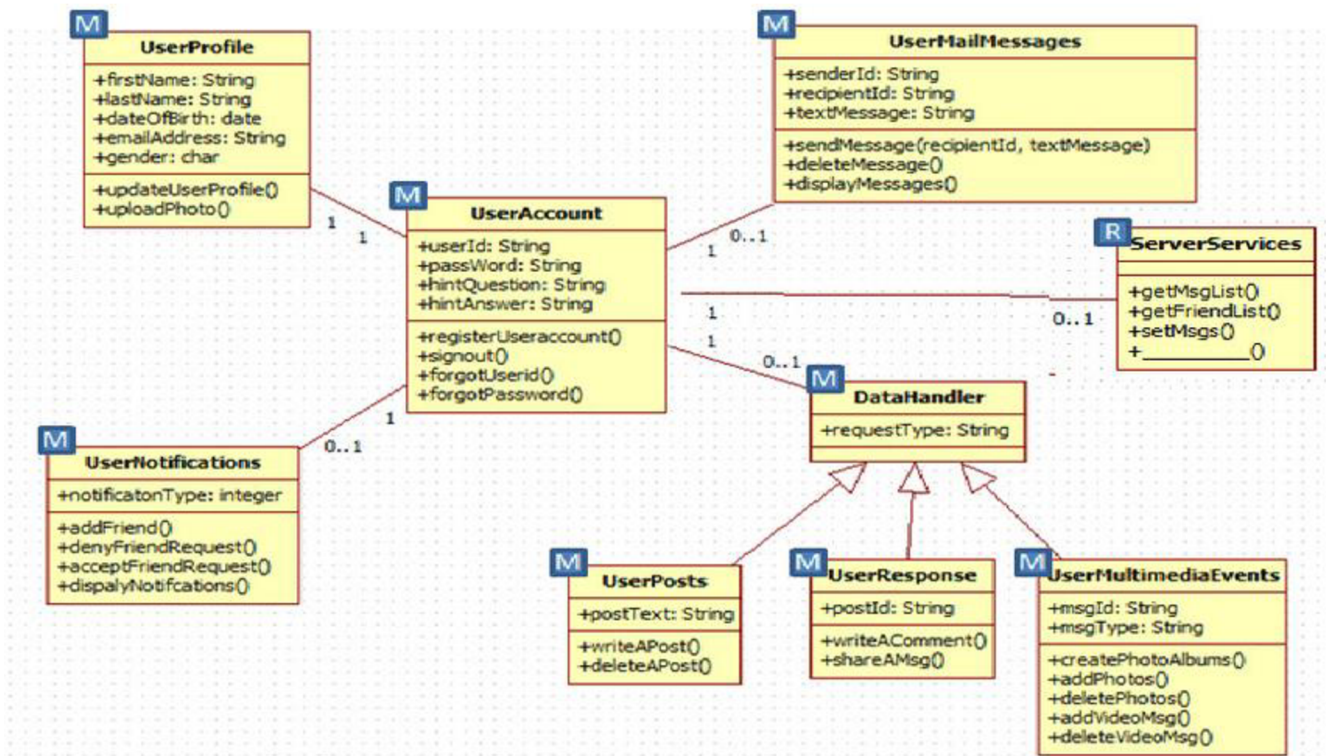 M
UserProfile
+firstName: String
+lastName: String
+dateOfBirth: date
+emailAddress: String
+gender: char
+updateUserProfile()
+uploadPhoto()
1
1
M
UserMailMessages
+senderId: String
+recipientId: String
+textMessage: String
+sendMessage(recipientId, textMessage)
+deleteMessage()
+displayMessages()
1
0..1
M
UserAccount
+userId: String
+passWord: String
+hintQuestion: String
+hintAnswer: String
+registerUseraccount()
+signout()
+forgotUserid()
+forgotPassword()
R
ServerServices
+getMsgList()
+getFriendList()
+setMsgs()
+__________()
1
0..1
1
0..1
M
DataHandler
+requestType: String
1
0..1
M
UserNotifications
+notificatonType: integer
+addFriend()
+denyFriendRequest()
+acceptFriendRequest()
+dispalyNotifcations()
M
UserPosts
+postText: String
+writeAPost()
+deleteAPost()
M
UserResponse
+postId: String
+writeAComment()
+shareAMsg()
M
UserMultimediaEvents
+msgId: String
+msgType: String
+createPhotoAlbums()
+addPhotos()
+deletePhotos()
+addVideoMsg()
+deleteVideoMsg()